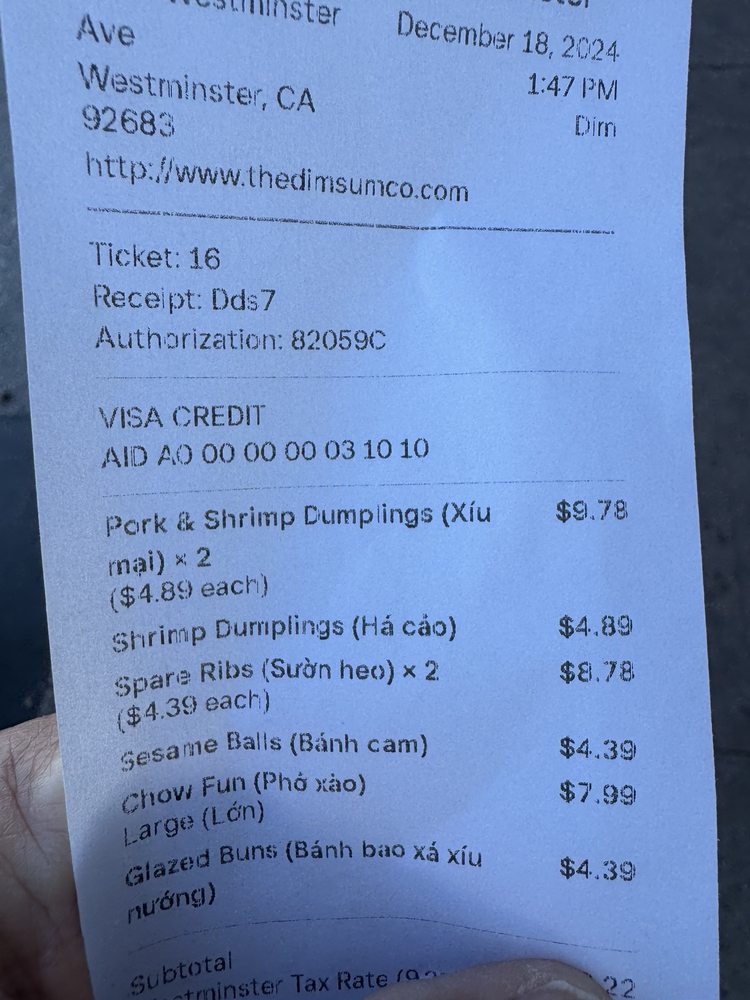 Westminster
Ave
Westminster, CA
92683
December 18, 2024
1:47 PM
Dim
http://www.thedimsumco.com
Ticket: 16
Receipt: Dds7
Authorization: 82059C
VISA CREDIT
AID A0 00 00 00 03 10 10
Pork & Shrimp Dumplings (Xíu $9.78
mại) × 2
($4.89 each)
Shrimp Dumplings (Há cảo) $4.89
Spare Ribs (Sườn heo) × 2 $8.78
($4.39 each)
Sesame Balls (Bánh cam) $4.39
Chow Fun (Phở xào) $7.99
Large (Lớn)
Glazed Buns (Bánh bao xá xíu $4.39
nướng)
Subtotal .22
Tax Rate